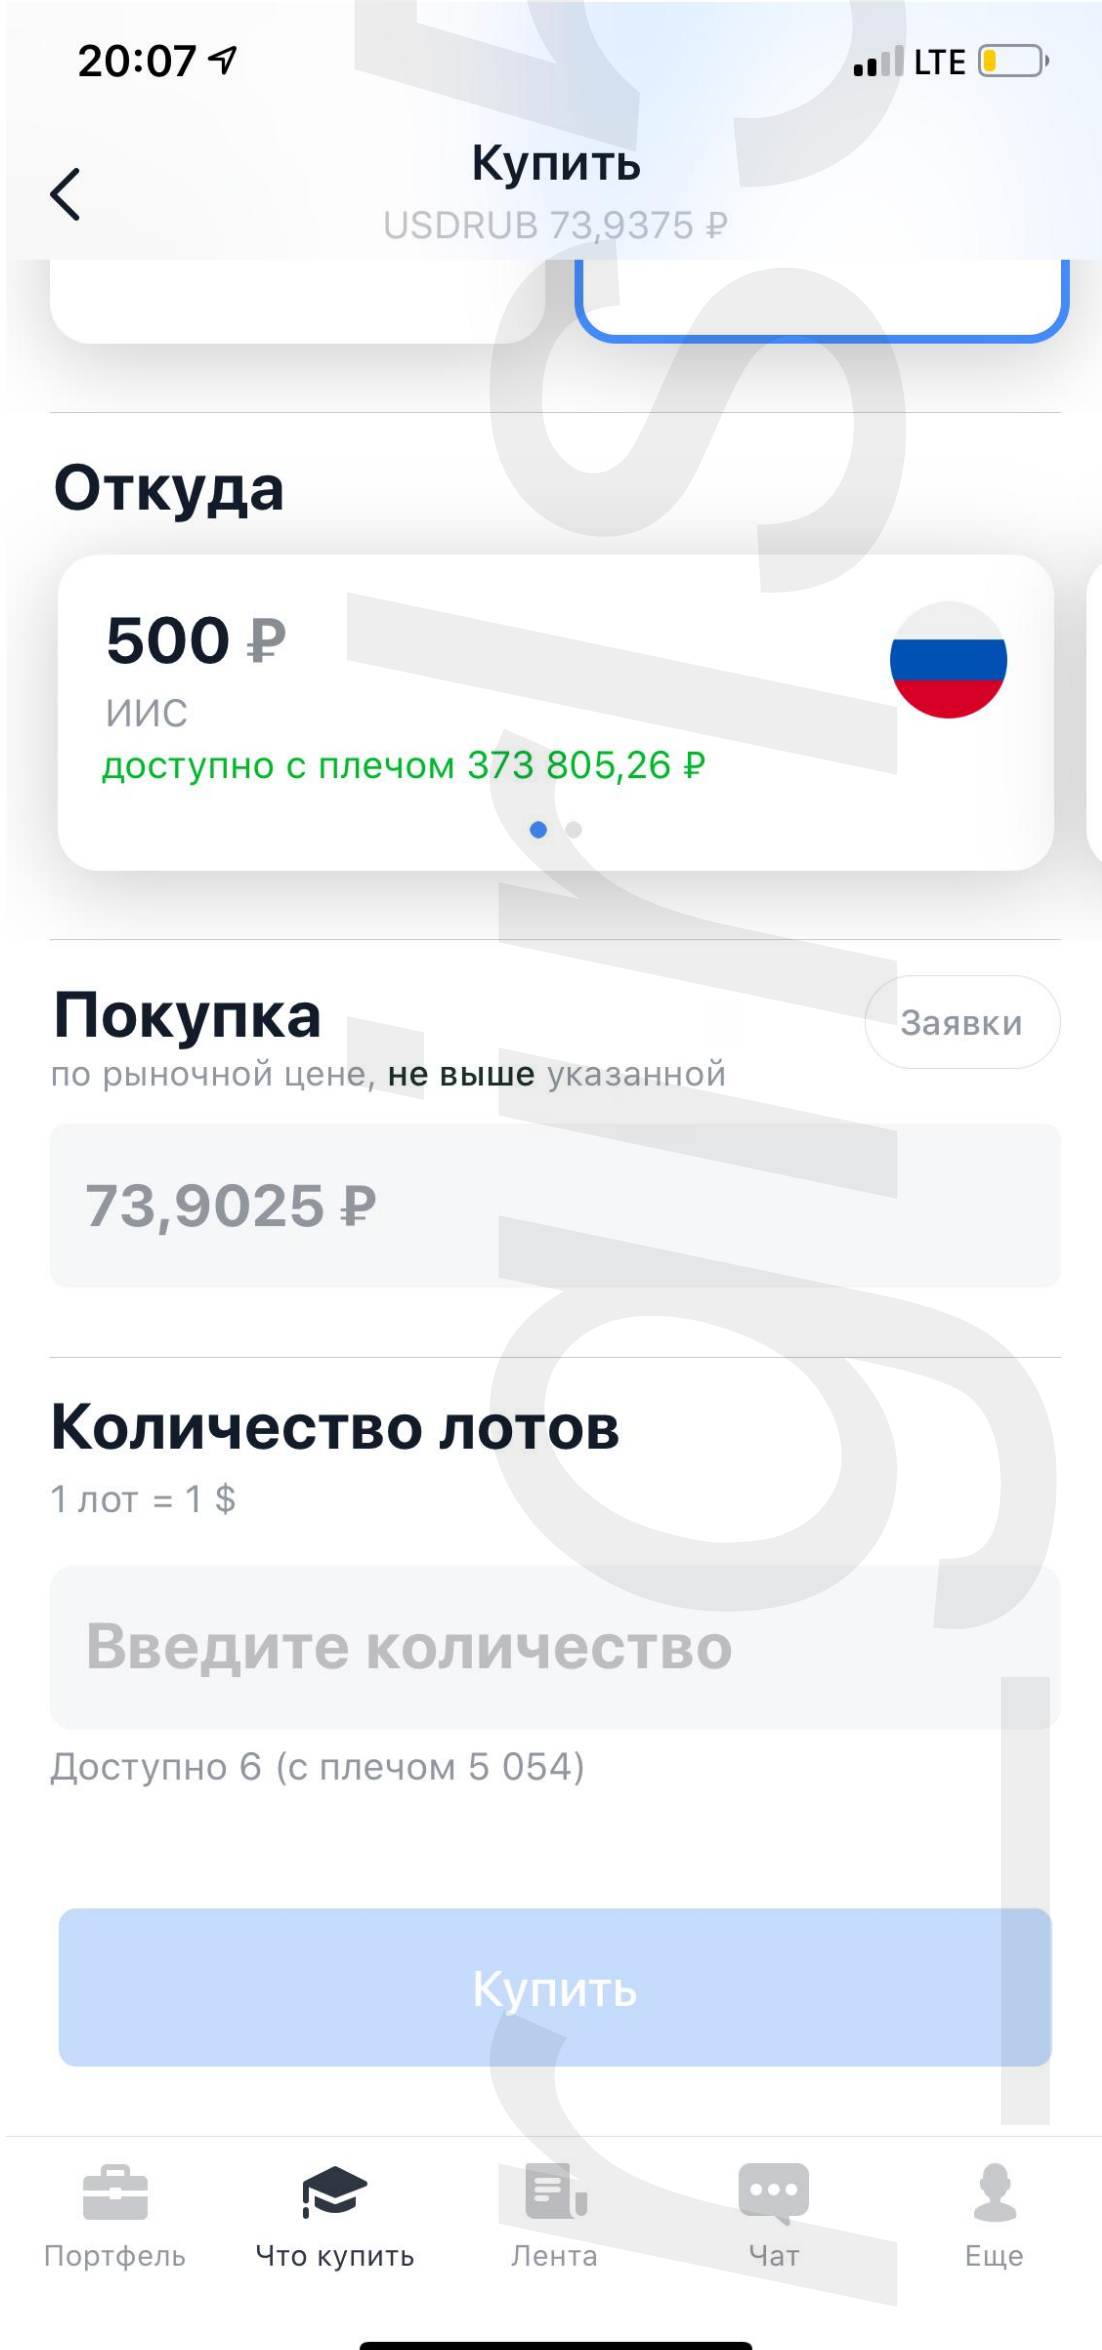 20:07
LTE
Купить
USDRUB 73,9375 ₽
Откуда
500 ₽
ИИС
доступно с плечом 373 805,26 ₽
Покупка
Заявки
по рыночной цене, не выше указанной
73,9025 ₽
Количество лотов
1 лот = 1 $
Введите количество
Доступно 6 (с плечом 5 054)
Купить
Портфель
Что купить
Лента
Чат
Еще